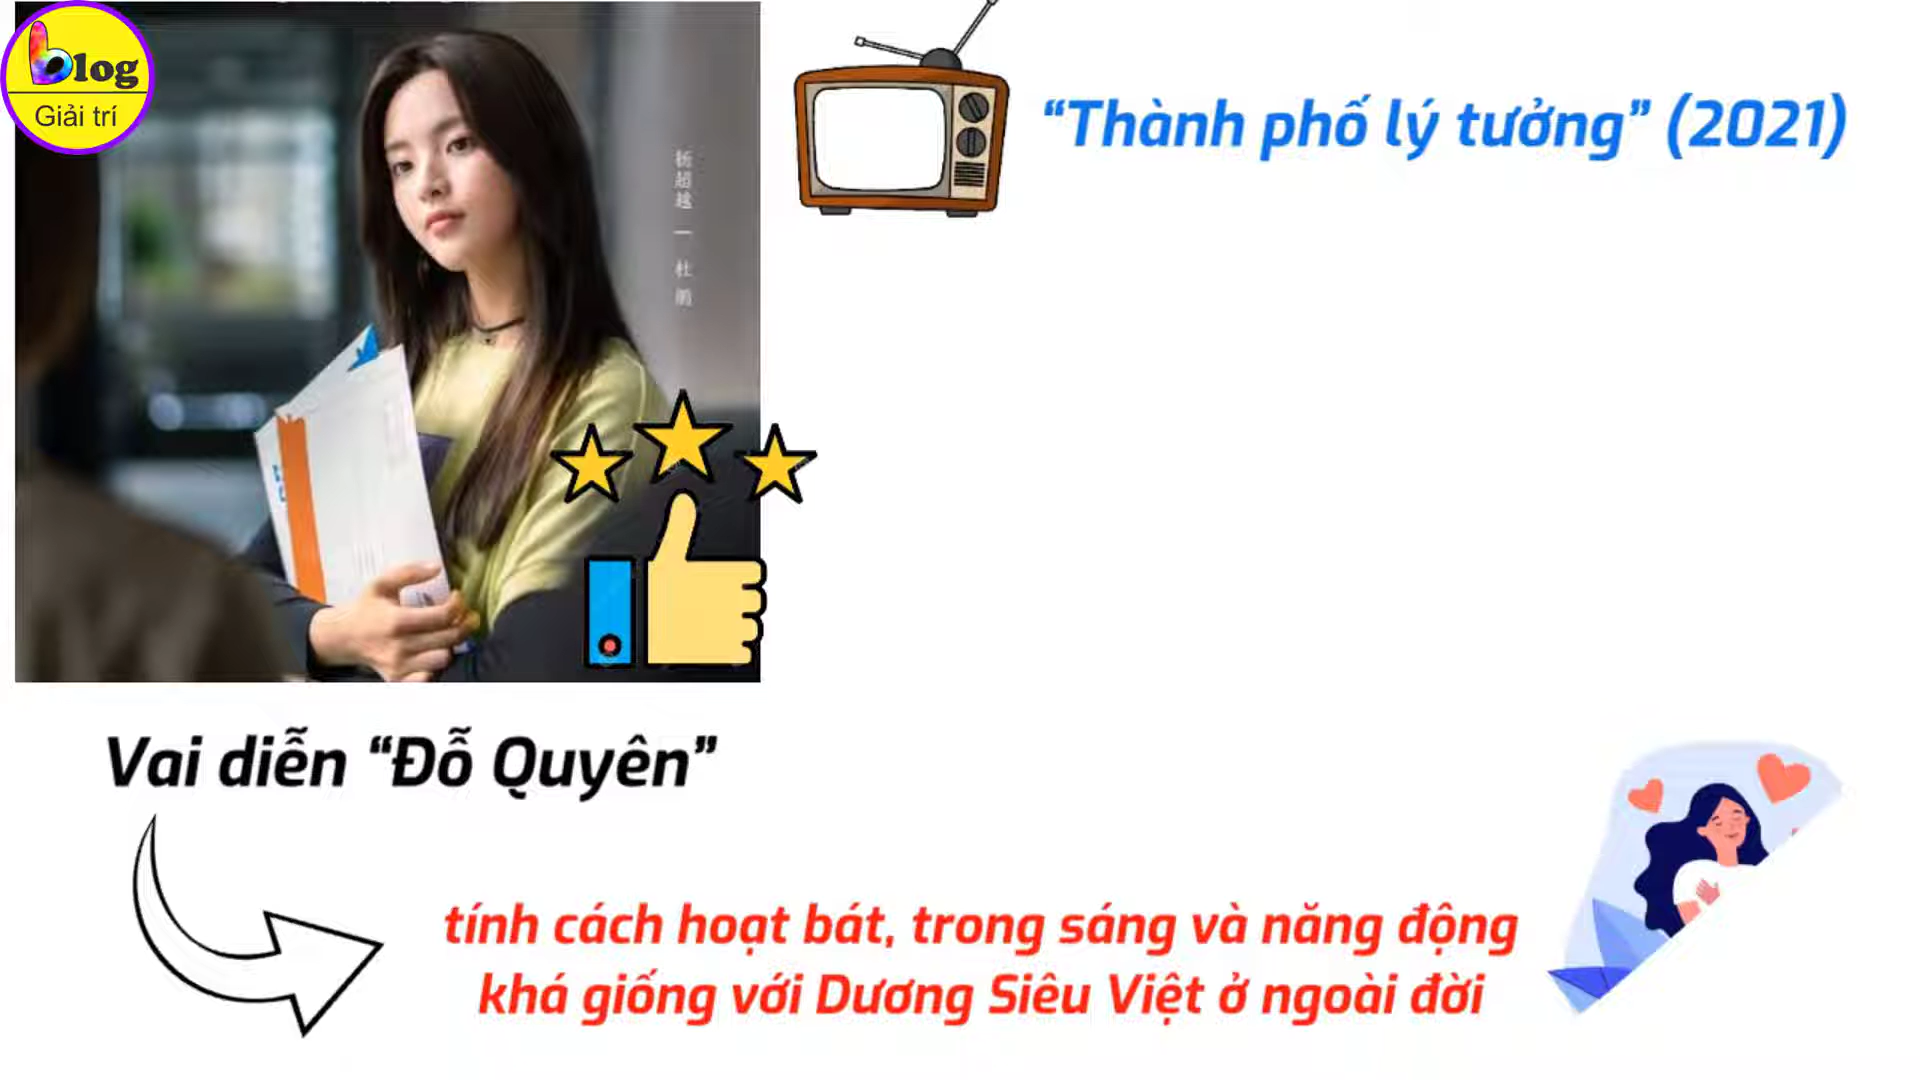 blog
Giải trí
杨超越 一 杜鹃
“Thành phố lý tưởng” (2021)
Vai diễn “Đỗ Quyên”
tính cách hoạt bát, trong sáng và năng động
khá giống với Dương Siêu Việt ở ngoài đời